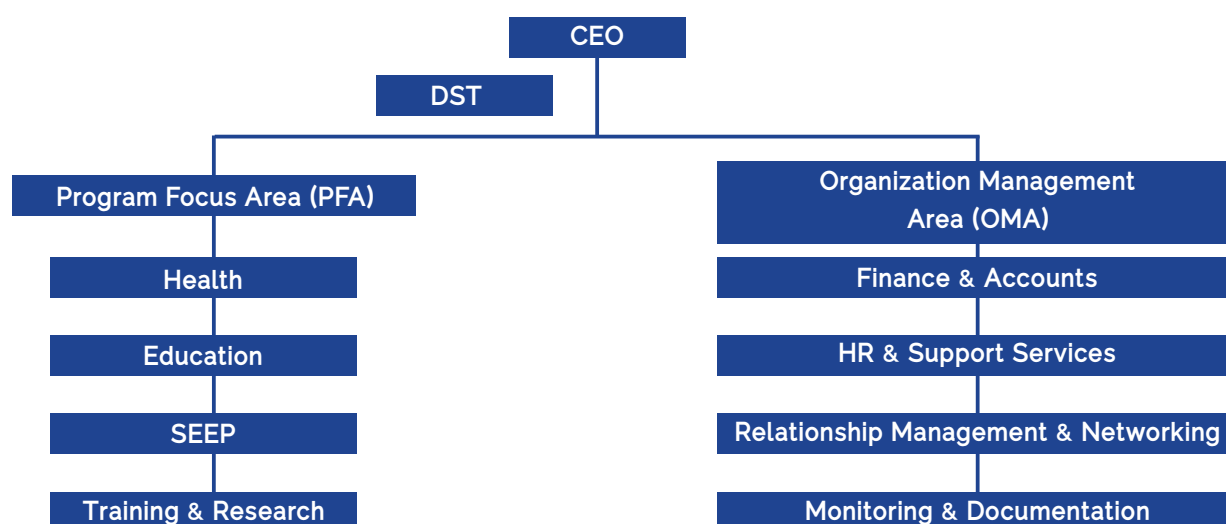 CEO
DST
Program Focus Area (PFA)
Health
Education
SEEP
Training & Research
Organization Management
Area (OMA)
Finance & Accounts
HR & Support Services
Relationship Management & Networking
Monitoring & Documentation